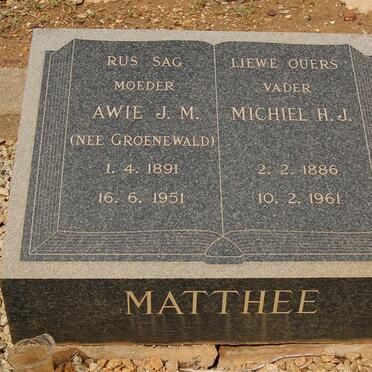 RUS SAG
MOEDER
AWIE J. M.
(NEE GROENEWALD)
1. 4. 1891
16. 6. 1951
LIEWE OUERS
VADER
MICHIEL H. J.
2. 2. 1886
10. 2. 1961
MATTHEE